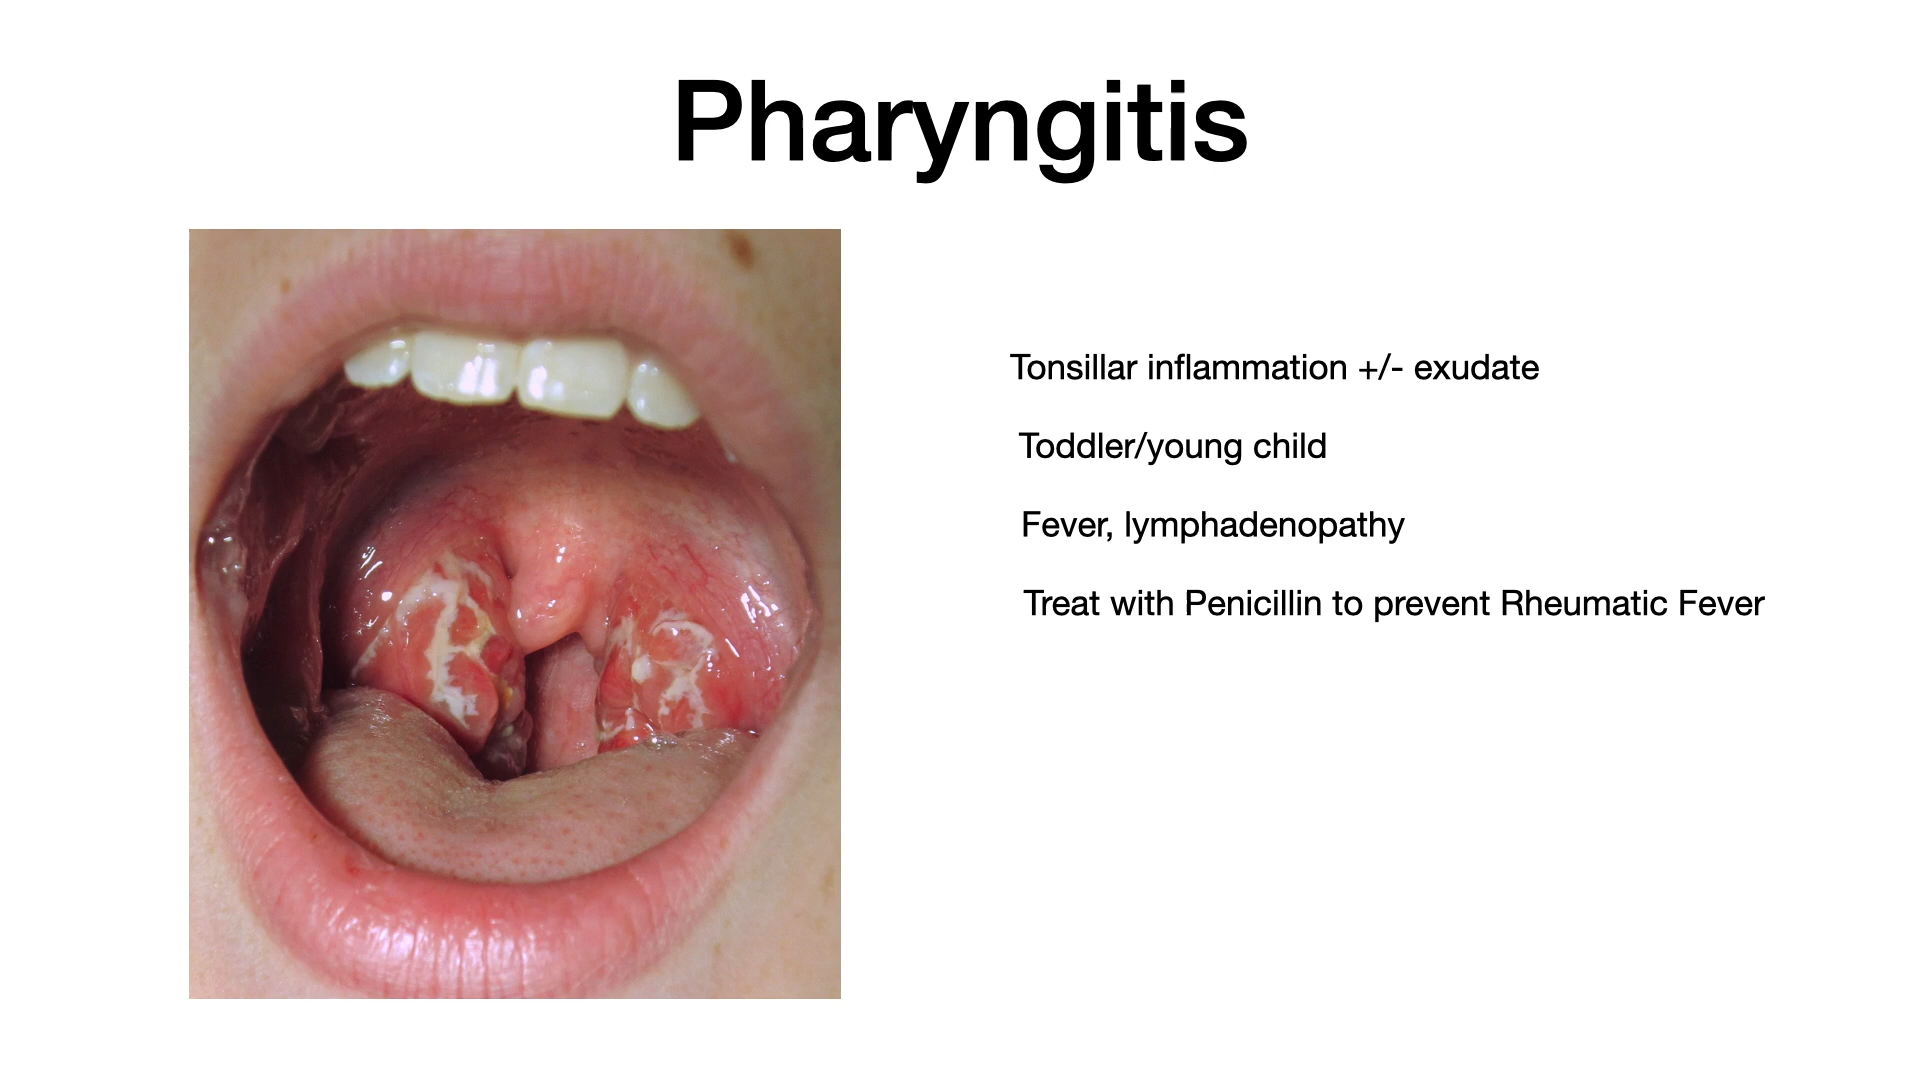 Pharyngitis
Tonsillar inflammation +/- exudate
Toddler/young child
Fever, lymphadenopathy
Treat with Penicillin to prevent Rheumatic Fever